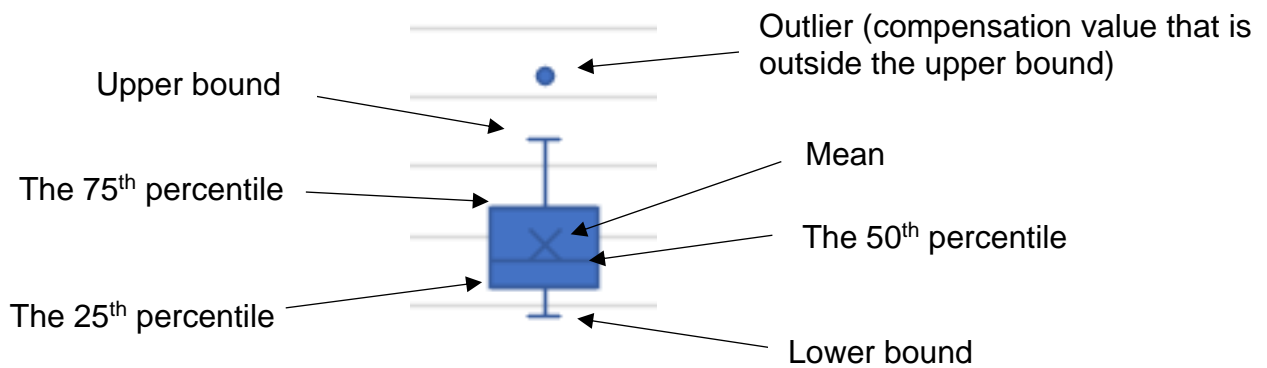 Outlier (compensation value that is
outside the upper bound)
Upper bound
Mean
The 75th percentile
The 50th percentile
The 25th percentile
Lower bound